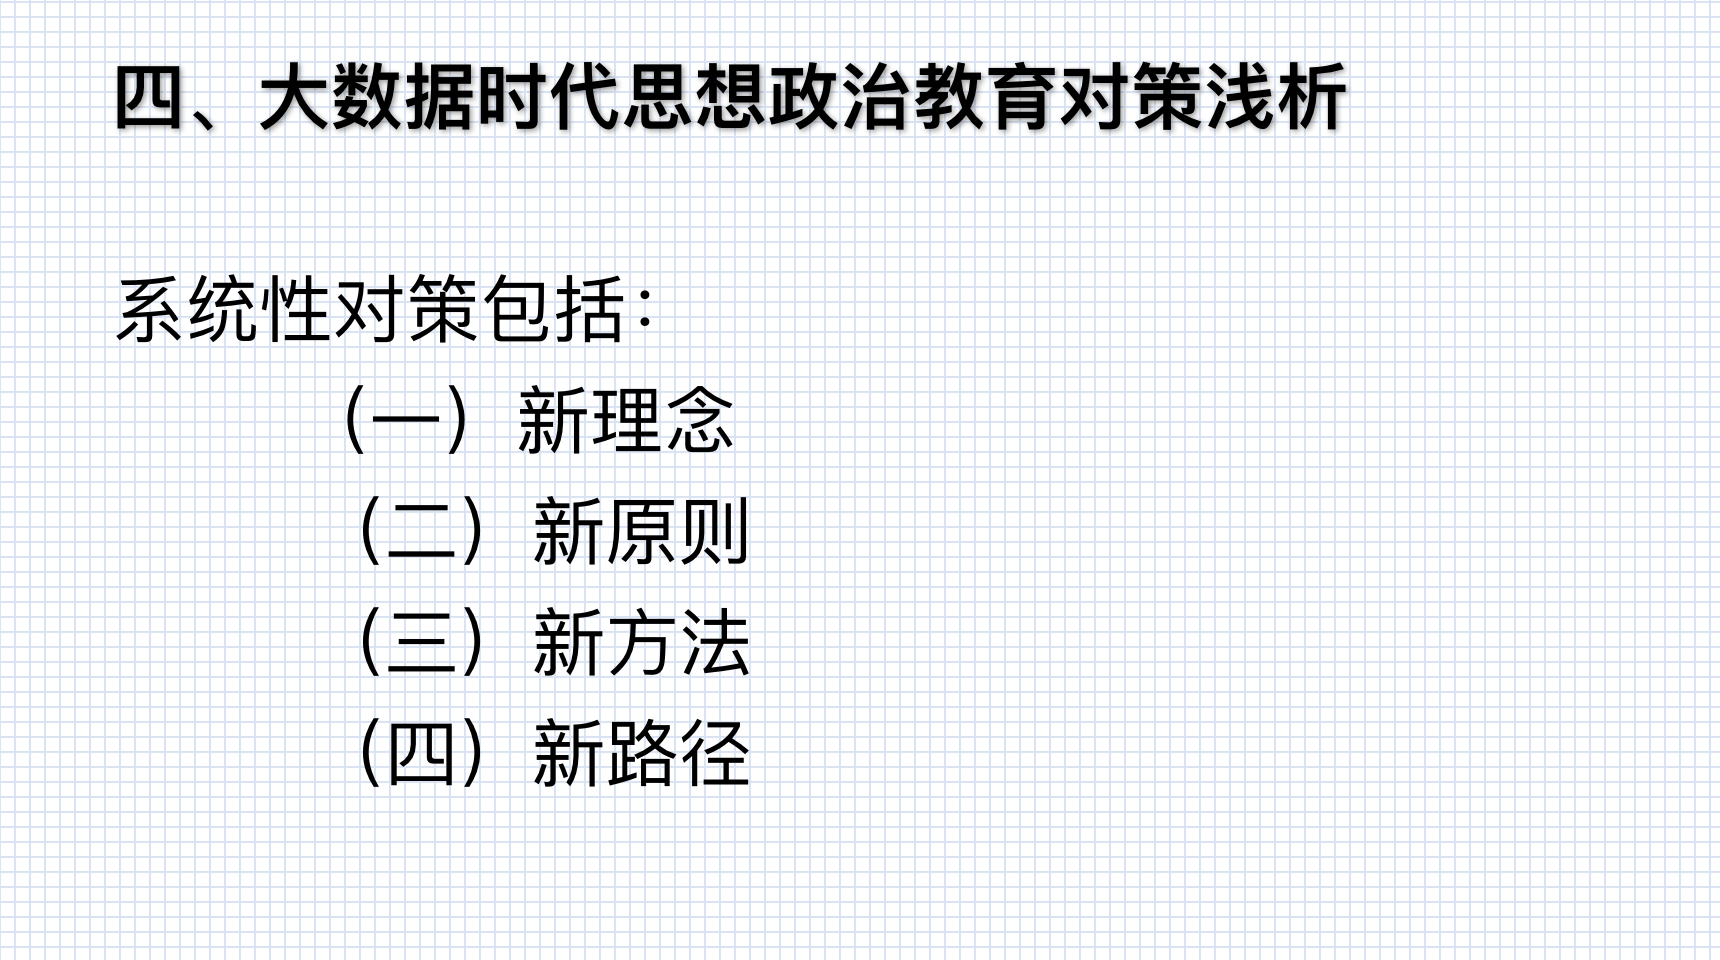 四、大数据时代思想政治教育对策浅析
系统性对策包括：
（一）新理念
（二）新原则
（三）新方法
（四）新路径